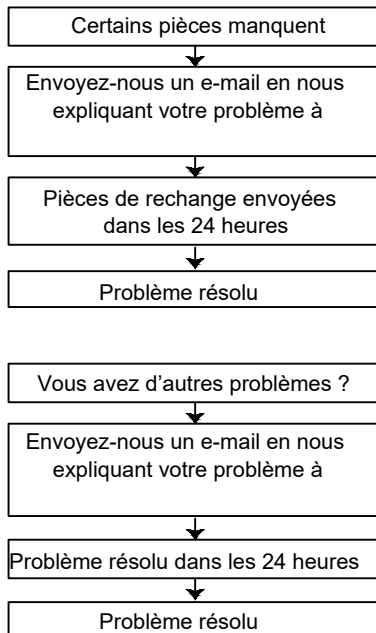 Certains pièces manquent
Envoyez-nous un e-mail en nous
expliquant votre problème à
Pièces de rechange envoyées
dans les 24 heures
Problème résolu
Vous avez d’autres problèmes ?
Envoyez-nous un e-mail en nous
expliquant votre problème à
Problème résolu dans les 24 heures
Problème résolu